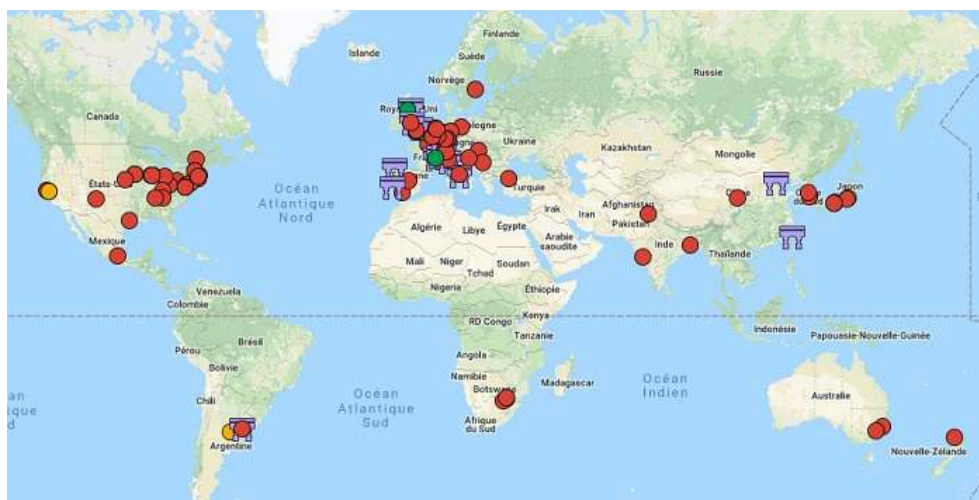 Finlande
Islande
Suède
Russie
Norvège
Canada
Ukraine
Kazakhstan
Mongolie
Océan
Atlantique
Nord
Turquie
Japon
Afghanistan
Irak
Iran
Pakistan
Algérie
Libye
Égypte
Arabie
saoudite
Inde
Mexique
Mali
Niger
Soudan
Thaïlande
Tchad
Nigeria
Éthiopie
Venezuela
Colombie
Kenya
RD Congo
Indonésie
Papouasie-Nouvelle-Guinée
Tanzanie
Brésil
Pérou
Angola
Bolivie
Namibie
Madagascar
Océan
Indien
Océan
Atlantique
Sud
Chili
Australie
Afrique
du Sud
Argentine
Nouvelle-Zélande